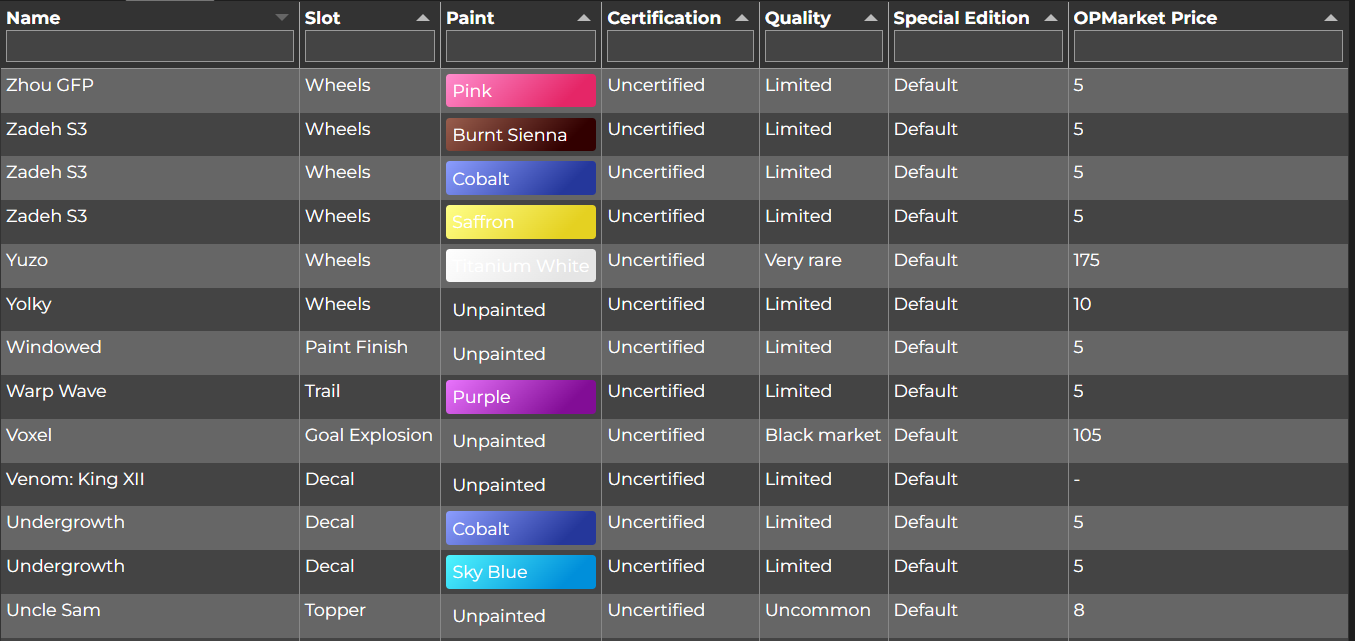 Name Slot Paint Certification Quality Special Edition OPMarket Price
Zhou GFP Wheels Pink Uncertified Limited Default 5
Zadeh S3 Wheels Burnt Sienna Uncertified Limited Default 5
Zadeh S3 Wheels Cobalt Uncertified Limited Default 5
Zadeh S3 Wheels Saffron Uncertified Limited Default 5
Yuzo Wheels Titanium White Uncertified Very rare Default 175
Yolky Wheels Unpainted Uncertified Limited Default 10
Windowed Paint Finish Unpainted Uncertified Limited Default 5
Warp Wave Trail Purple Uncertified Limited Default 5
Voxel Goal Explosion Unpainted Uncertified Black market Default 105
Venom: King XII Decal Unpainted Uncertified Limited Default -
Undergrowth Decal Cobalt Uncertified Limited Default 5
Undergrowth Decal Sky Blue Uncertified Limited Default 5
Uncle Sam Topper Unpainted Uncertified Uncommon Default 8